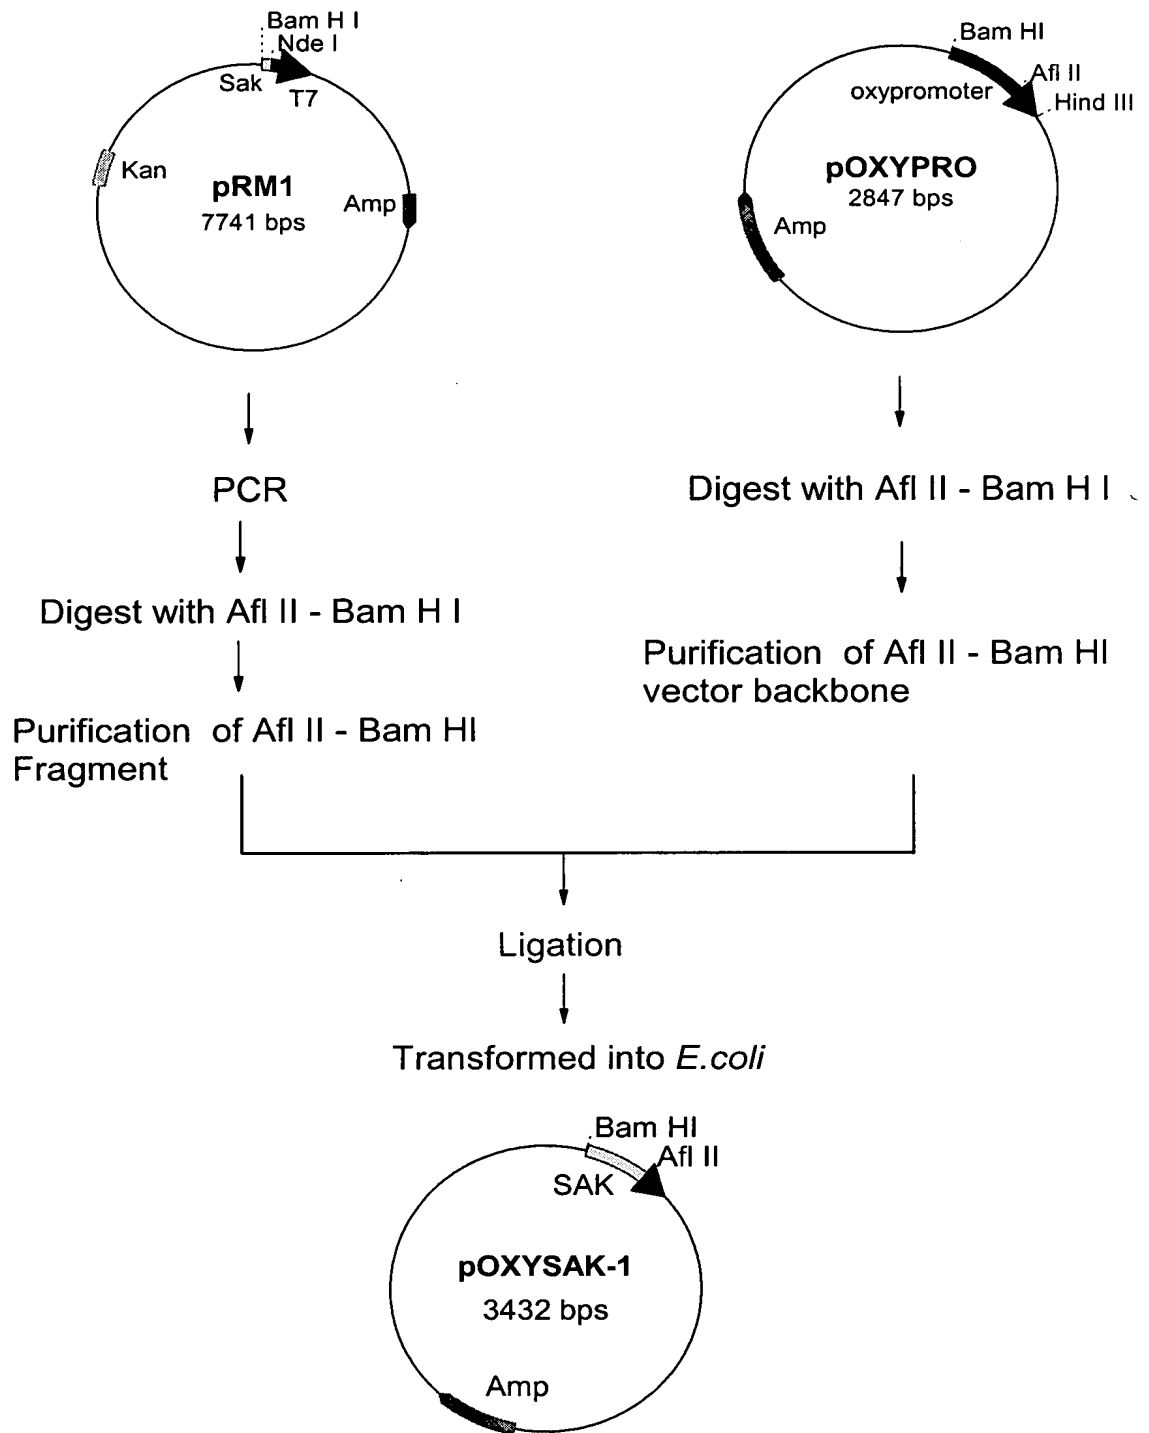 Bam H I
Nde I
Sak
T7
Kan
pRM1
7741 bps
Amp
Bam HI
Afl II
oxypromoter
Hind III
pOXYPRO
2847 bps
Amp
PCR
Digest with Afl II - Bam H I
Digest with Afl II - Bam H I
Purification of Afl II - Bam HI
vector backbone
Purification of Afl II - Bam HI
Fragment
Ligation
Transformed into E.coli
Bam HI
Afl II
SAK
pOXYSAK-1
3432 bps
Amp